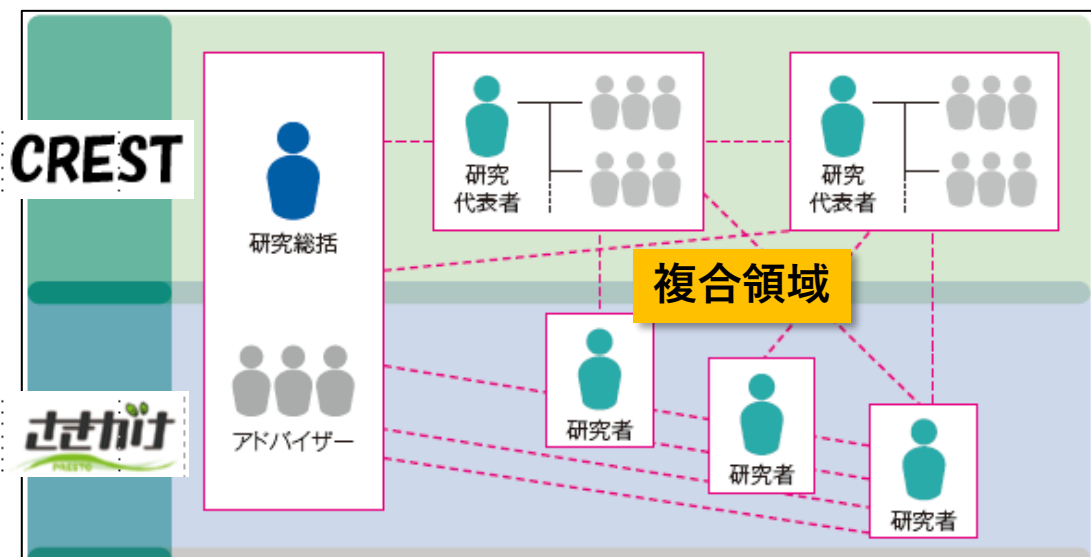 CREST
研究総括
研究
代表者
研究
代表者
複合領域
さきがけ
PRESTO
アドバイザー
研究者
研究者
研究者